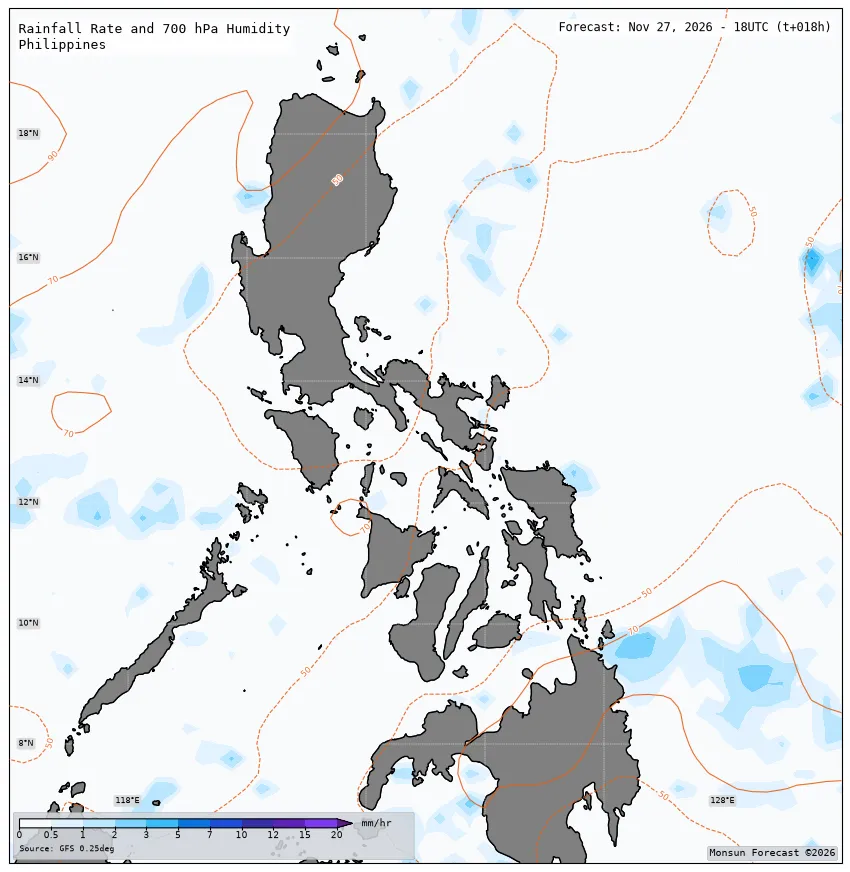 Rainfall Rate and 700 hPa Humidity
Philippines
Forecast: Nov 27, 2026 - 18UTC (t+018h)
18°N
90
50
50
16°N
50
70
14°N
70
12°N
70
50
10°N
70
50
50
8°N
50
118°E
128°E
0 0.5 1 2 3 5 7 10 12 15 20 mm/hr
Source: GFS 0.25deg
Monsun Forecast ©2026